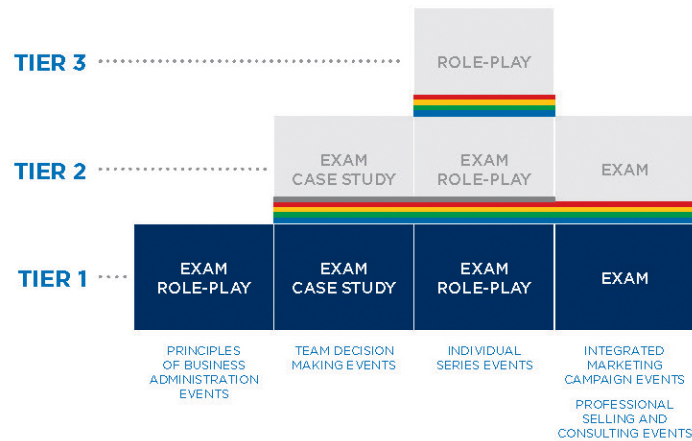 TIER 3
ROLE-PLAY
TIER 2
EXAM
CASE STUDY
EXAM
ROLE-PLAY
EXAM
TIER 1
EXAM
ROLE-PLAY
EXAM
CASE STUDY
EXAM
ROLE-PLAY
EXAM
PRINCIPLES
OF BUSINESS
ADMINISTRATION
EVENTS
TEAM DECISION
MAKING EVENTS
INDIVIDUAL
SERIES EVENTS
INTEGRATED
MARKETING
CAMPAIGN EVENTS
PROFESSIONAL
SELLING AND
CONSULTING EVENTS